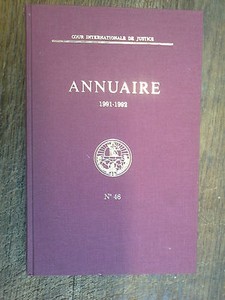 COUR INTERNATIONALE DE JUSTICE
ANNUAIRE
1991-1992
N° 46